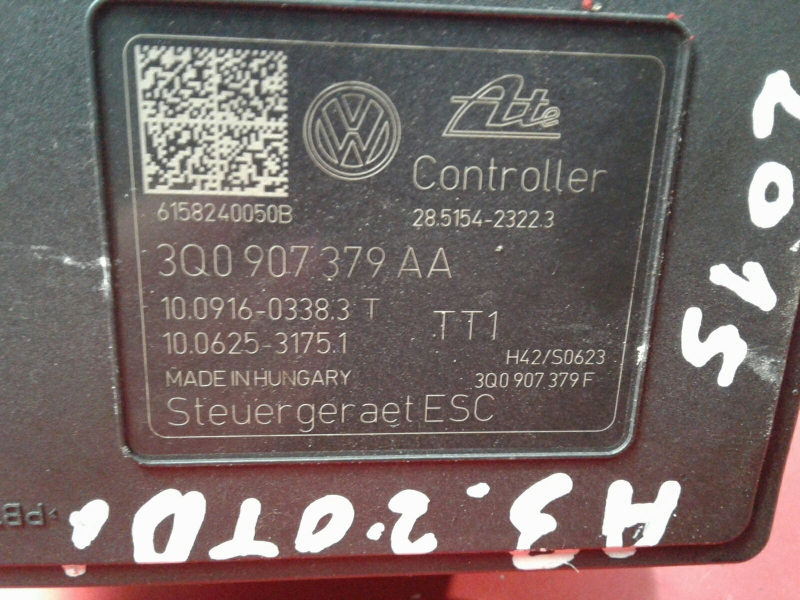 Ate
Controller
6158240050B
28.5154-2322.3
3Q0 907 379 AA
10.0916-0338.3 T
10.0625-3175.1
TT1
H42/S0623
MADE IN HUNGARY
3Q0 907 379 F
Steuergeraet ESC
2015
A3. 2.0TDi